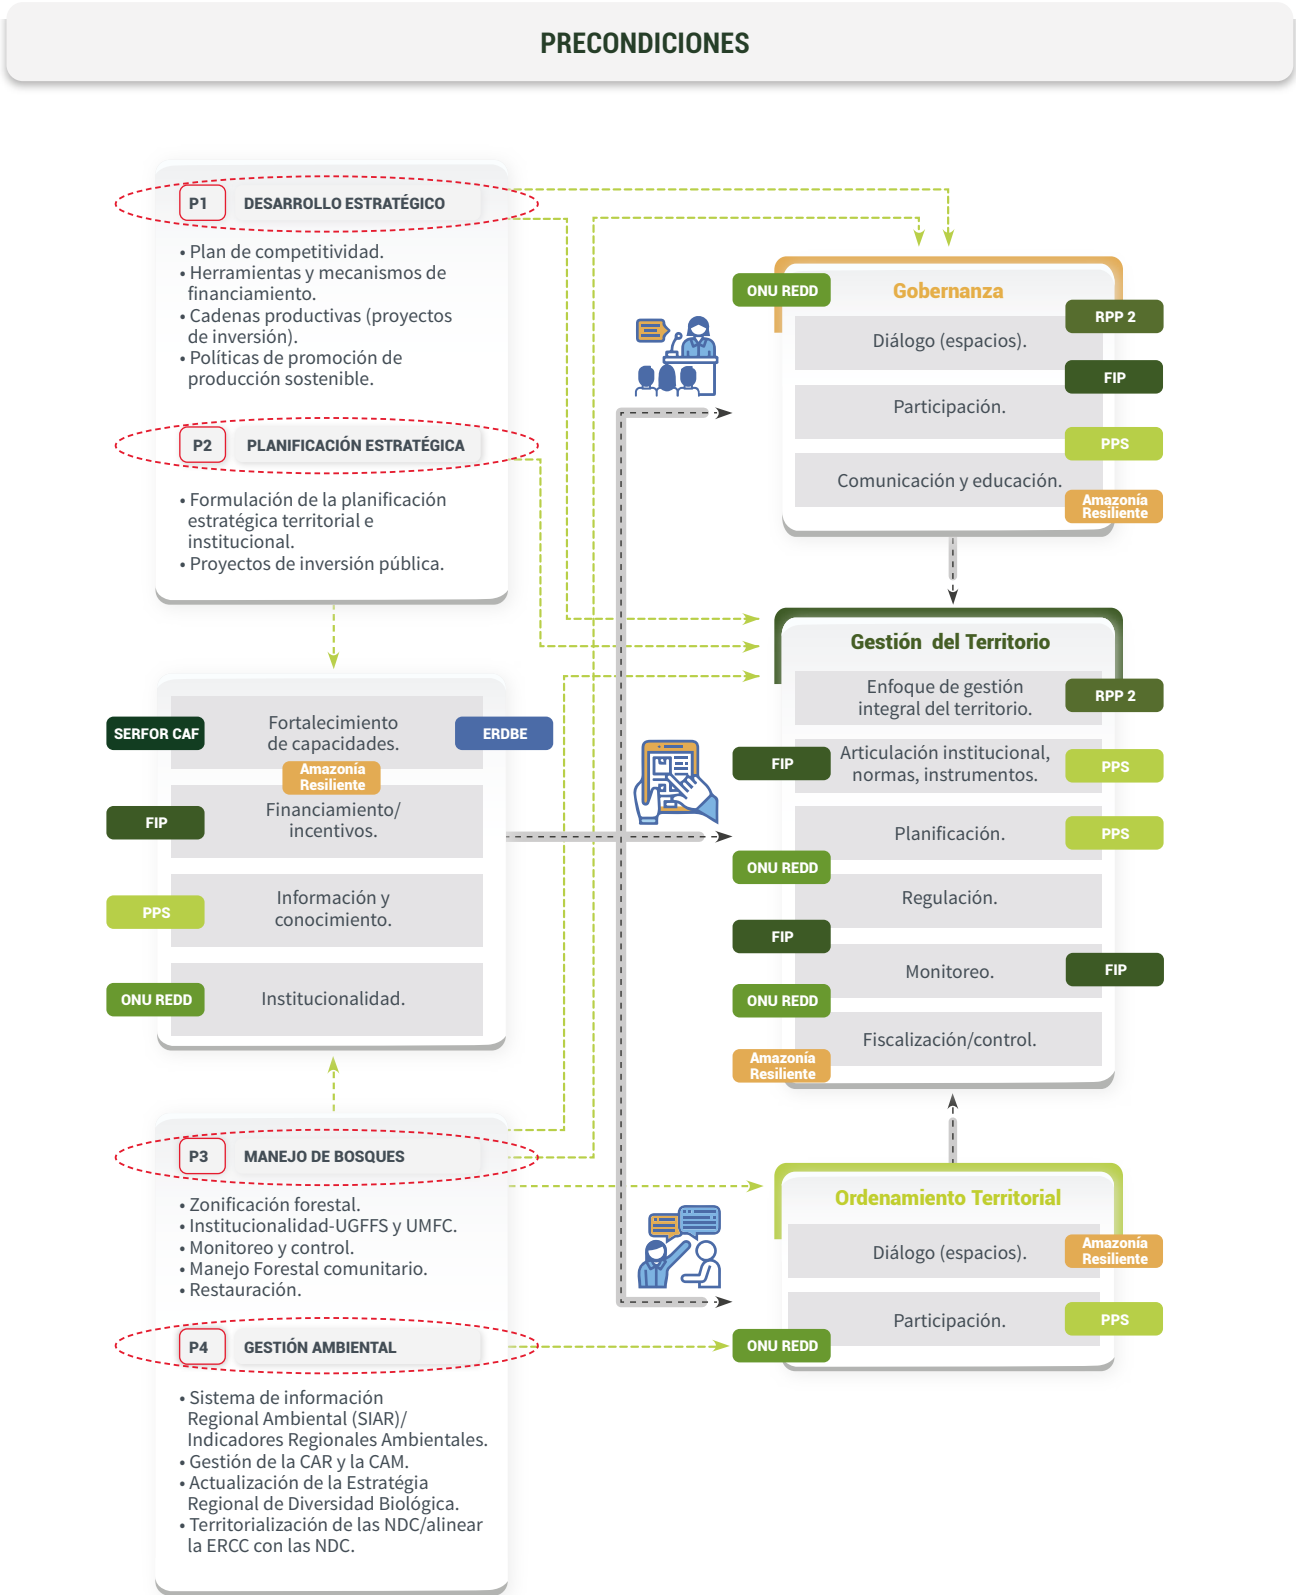 PRECONDICIONES
P1
DESARROLLO ESTRATÉGICO
• Plan de competitividad.
• Herramientas y mecanismos de
financiamiento.
• Cadenas productivas (proyectos
de inversión).
• Políticas de promoción de
producción sostenible.
P2
PLANIFICACIÓN ESTRATÉGICA
• Formulación de la planificación
estratégica territorial e
institucional.
• Proyectos de inversión pública.
SERFOR CAF
Fortalecimiento
de capacidades.
ERDBE
Amazonía
Resiliente
FIP
Financiamiento/
incentivos.
PPS
Información y
conocimiento.
ONU REDD
Institucionalidad.
P3
MANEJO DE BOSQUES
• Zonificación forestal.
• Institucionalidad-UGFFS y UMFC.
• Monitoreo y control.
• Manejo Forestal comunitario.
• Restauración.
P4
GESTIÓN AMBIENTAL
• Sistema de información
Regional Ambiental (SIAR)/
Indicadores Regionales Ambientales.
• Gestión de la CAR y la CAM.
• Actualización de la Estratégia
Regional de Diversidad Biológica.
• Territorialización de las NDC/alinear
la ERCC con las NDC.
ONU REDD
Gobernanza
RPP 2
Diálogo (espacios).
FIP
Participación.
PPS
Comunicación y educación.
Amazonía
Resiliente
Gestión  del Territorio
Enfoque de gestión
integral del territorio.
RPP 2
FIP
Articulación institucional,
normas, instrumentos.
PPS
Planificación.
PPS
ONU REDD
Regulación.
FIP
Monitoreo.
FIP
ONU REDD
Fiscalización/control.
Amazonía
Resiliente
Ordenamiento Territorial
Diálogo (espacios).
Amazonía
Resiliente
Participación.
PPS
ONU REDD